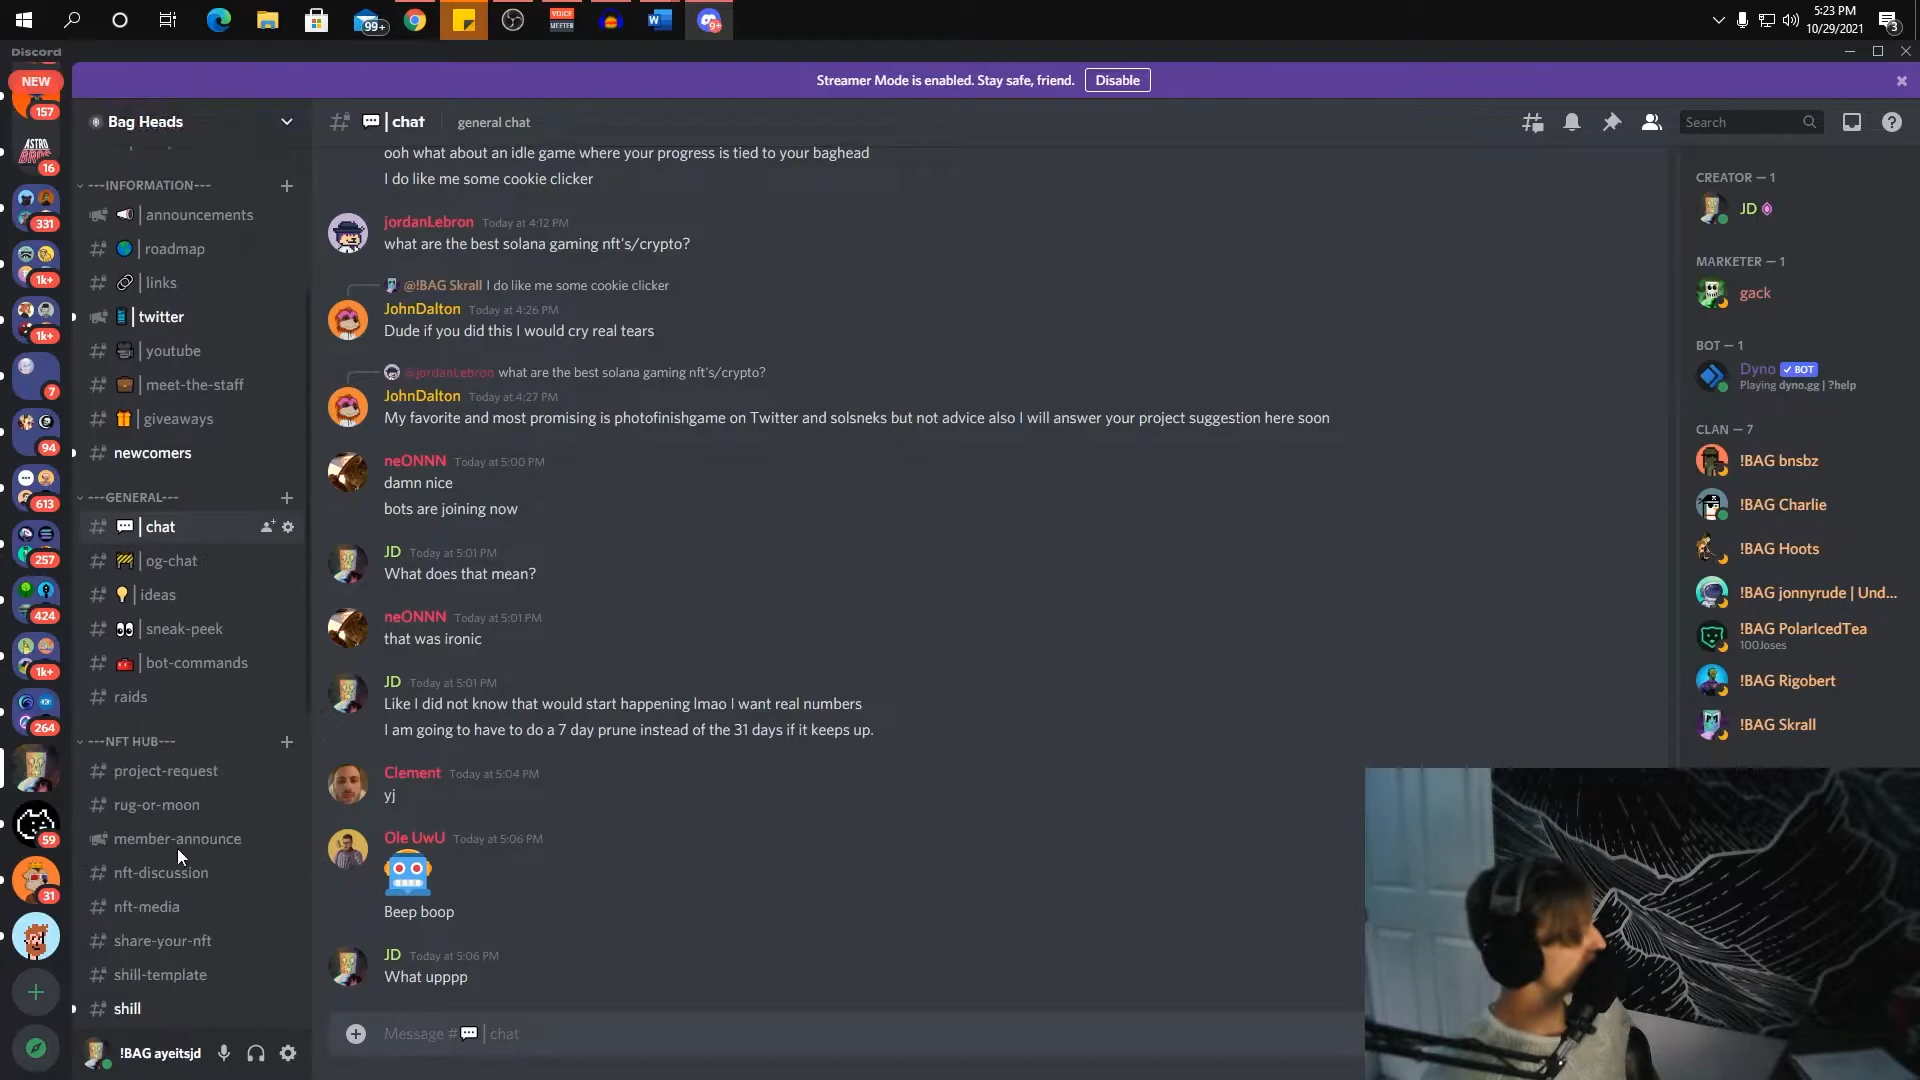 99+
VOICE
MEETER
9+
5:23 PM
10/29/2021
3
Discord
Streamer Mode is enabled. Stay safe, friend.
Disable
NEW
157
ASTRO
16
331
1k+
1k+
7
94
613
257
424
1k+
264
59
31
Bag Heads
---INFORMATION---
announcements
roadmap
links
twitter
youtube
meet-the-staff
giveaways
newcomers
---GENERAL---
chat
og-chat
ideas
sneak-peek
bot-commands
raids
---NFT HUB---
project-request
rug-or-moon
member-announce
nft-discussion
nft-media
share-your-nft
shill-template
shill
!BAG ayeitsjd
chat
general chat
Search
ooh what about an idle game where your progress is tied to your baghead
I do like me some cookie clicker
jordanLebron Today at 4:12 PM
what are the best solana gaming nft's/crypto?
@!BAG Skrall I do like me some cookie clicker
JohnDalton Today at 4:26 PM
Dude if you did this I would cry real tears
@jordanLebron what are the best solana gaming nft's/crypto?
JohnDalton Today at 4:27 PM
My favorite and most promising is photofinishgame on Twitter and solsneks but not advice also I will answer your project suggestion here soon
neONNN Today at 5:00 PM
damn nice
bots are joining now
JD Today at 5:01 PM
What does that mean?
neONNN Today at 5:01 PM
that was ironic
JD Today at 5:01 PM
Like I did not know that would start happening lmao I want real numbers
I am going to have to do a 7 day prune instead of the 31 days if it keeps up.
Clement Today at 5:04 PM
yj
Ole UwU Today at 5:06 PM
Beep boop
JD Today at 5:06 PM
What upppp
Message # | chat
CREATOR — 1
JD
MARKETER — 1
gack
BOT — 1
Dyno ✓ BOT
Playing dyno.gg | ?help
CLAN — 7
!BAG bnsbz
!BAG Charlie
!BAG Hoots
!BAG jonnyrude | Und...
!BAG PolarIcedTea
100Joses
!BAG Rigobert
!BAG Skrall